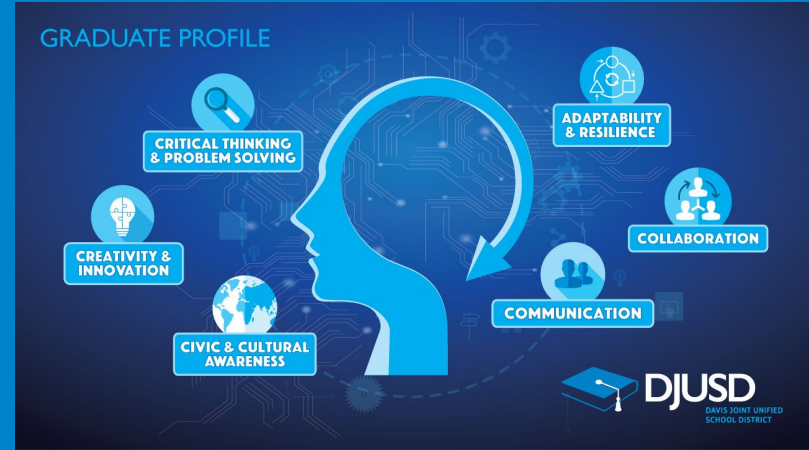 GRADUATE PROFILE
CRITICAL THINKING
& PROBLEM SOLVING
ADAPTABILITY
& RESILIENCE
CREATIVITY &
INNOVATION
COLLABORATION
CIVIC & CULTURAL
AWARENESS
COMMUNICATION
DJUSD
DAVIS JOINT UNIFIED
SCHOOL DISTRICT